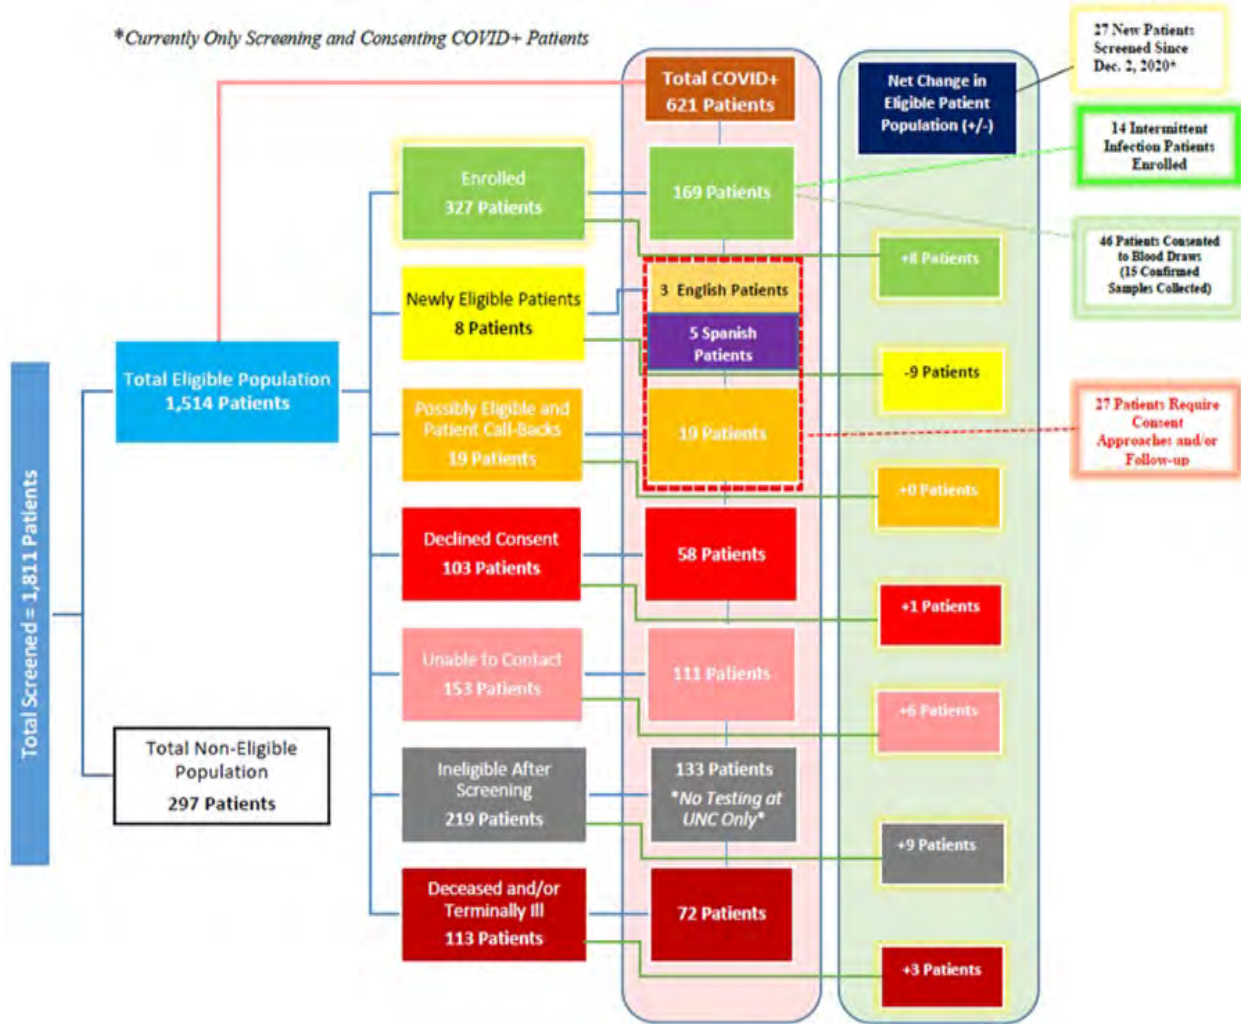 *Currently Only Screening and Consenting COVID+ Patients
Total Screened = 1,811 Patients
Total Eligible Population
1,514 Patients
Total Non-Eligible
Population
297 Patients
Enrolled
327 Patients
Newly Eligible Patients
8 Patients
Possibly Eligible and
Patient Call-Backs
19 Patients
Declined Consent
103 Patients
Unable to Contact
153 Patients
Ineligible After
Screening
219 Patients
Deceased and/or
Terminally Ill
113 Patients
Total COVID+
621 Patients
169 Patients
3 English Patients
5 Spanish
Patients
19 Patients
58 Patients
111 Patients
133 Patients
*No Testing at
UNC Only*
72 Patients
Net Change in
Eligible Patient
Population (+/-)
+8 Patients
-9 Patients
+0 Patients
+1 Patients
+6 Patients
+9 Patients
+3 Patients
27 New Patients
Screened Since
Dec. 2, 2020*
14 Intermittent
Infection Patients
Enrolled
46 Patients Consented
to Blood Draws
(15 Confirmed
Samples Collected)
27 Patients Require
Consent
Approaches and/or
Follow-up